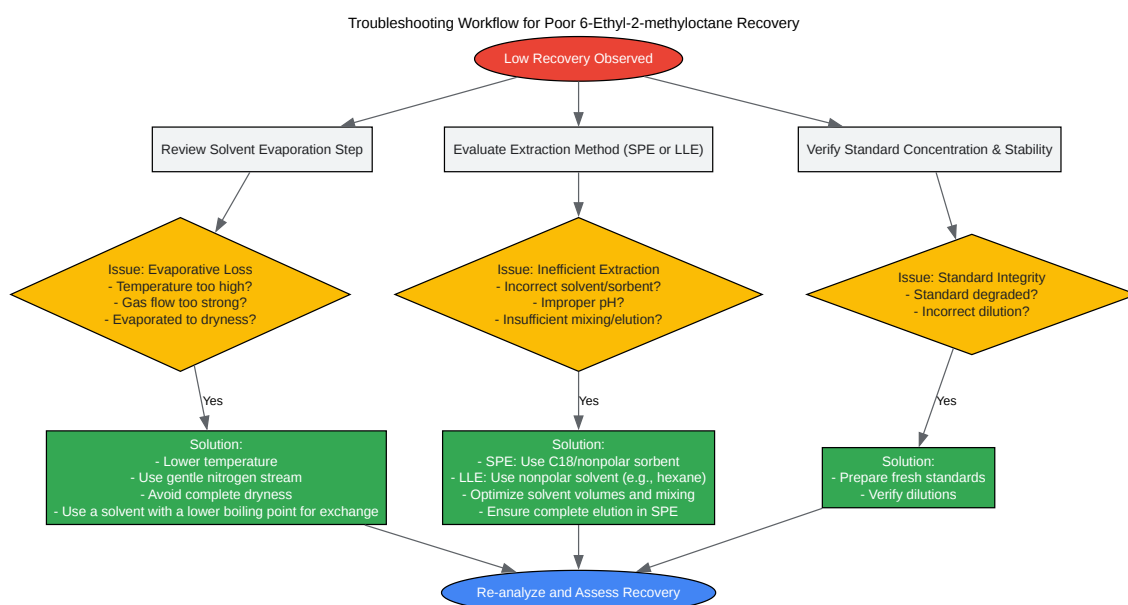 Troubleshooting Workflow for Poor 6-Ethyl-2-methyloctane Recovery
Low Recovery Observed
Review Solvent Evaporation Step
Evaluate Extraction Method (SPE or LLE)
Verify Standard Concentration & Stability
Issue: Evaporative Loss
- Temperature too high?
- Gas flow too strong?
- Evaporated to dryness?
Issue: Inefficient Extraction
- Incorrect solvent/sorbent?
- Improper pH?
- Insufficient mixing/elution?
Issue: Standard Integrity
- Standard degraded?
- Incorrect dilution?
Yes
Yes
Yes
Solution:
- Lower temperature
- Use gentle nitrogen stream
- Avoid complete dryness
- Use a solvent with a lower boiling point for exchange
Solution:
- SPE: Use C18/nonpolar sorbent
- LLE: Use nonpolar solvent (e.g., hexane)
- Optimize solvent volumes and mixing
- Ensure complete elution in SPE
Solution:
- Prepare fresh standards
- Verify dilutions
Re-analyze and Assess Recovery